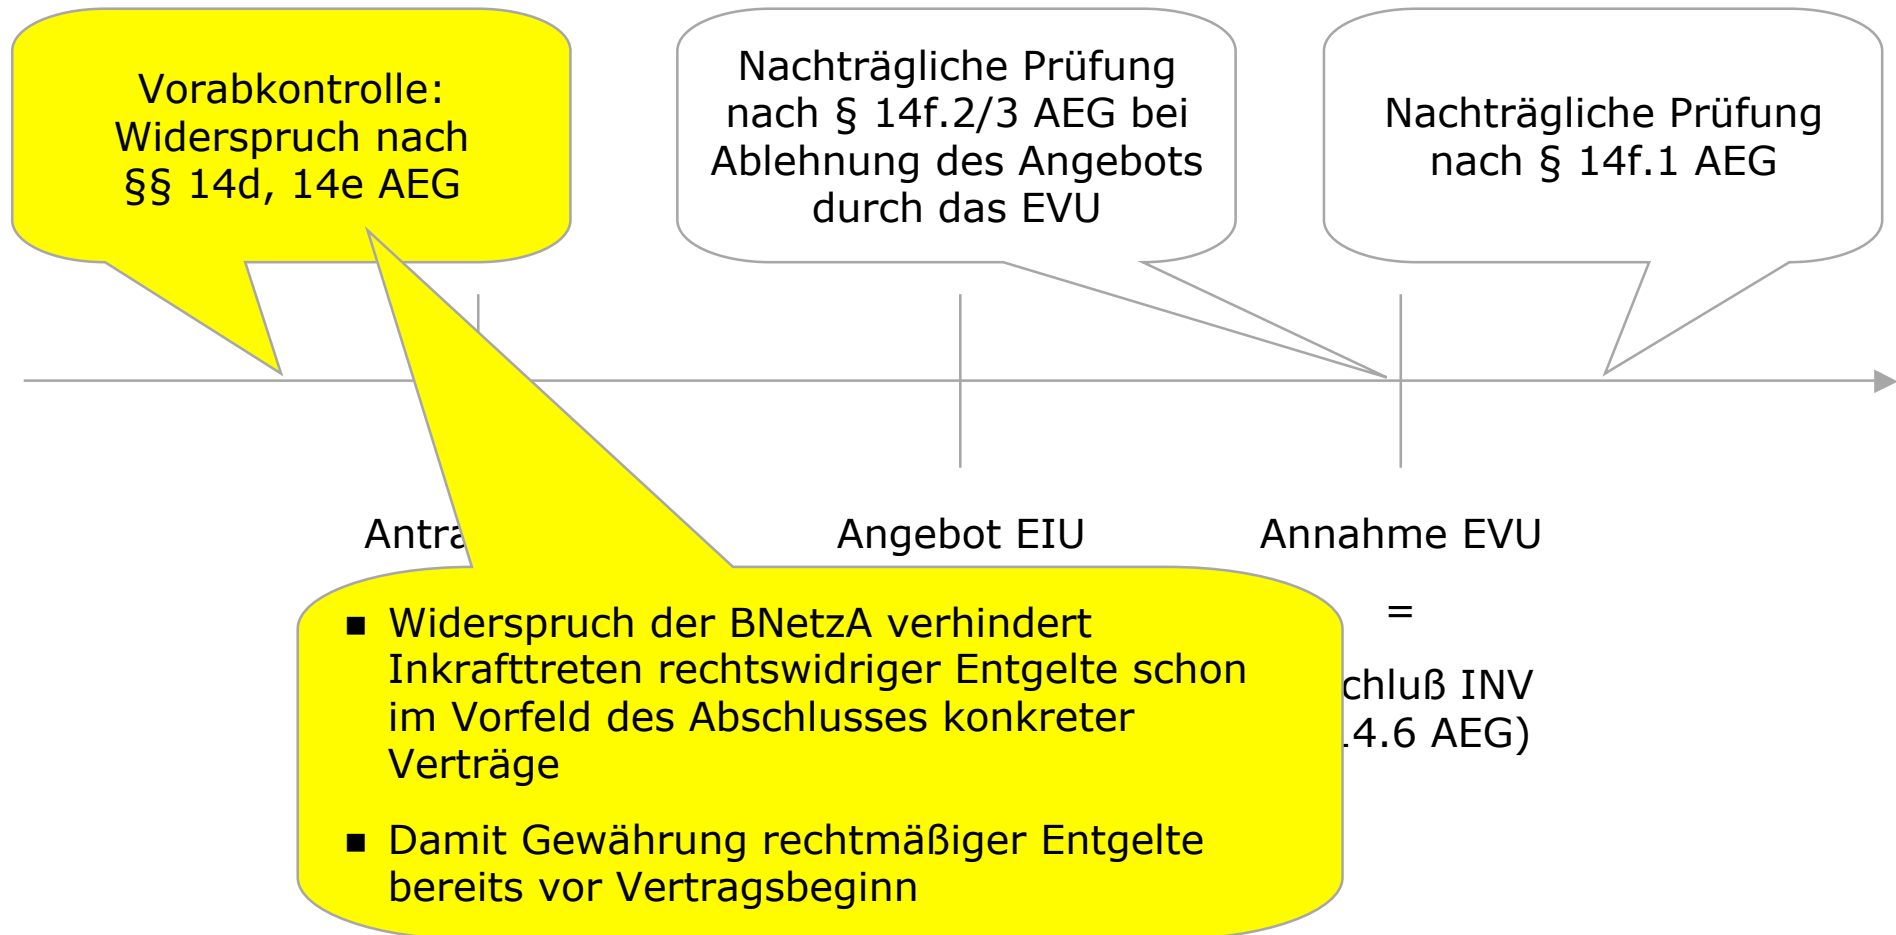 Vorabkontrolle:
Widerspruch nach
§§ 14d, 14e AEG
Nachträgliche Prüfung
nach § 14f.2/3 AEG bei
Ablehnung des Angebots
durch das EVU
Nachträgliche Prüfung
nach § 14f.1 AEG
Angebot EIU
Annahme EVU
=
INV
AEG)
■ Widerspruch der BNetzA verhindert
Inkrafttreten rechtswidriger Entgelte schon
im Vorfeld des Abschlusses konkreter
Verträge
■ Damit Gewährung rechtmäßiger Entgelte
bereits vor Vertragsbeginn